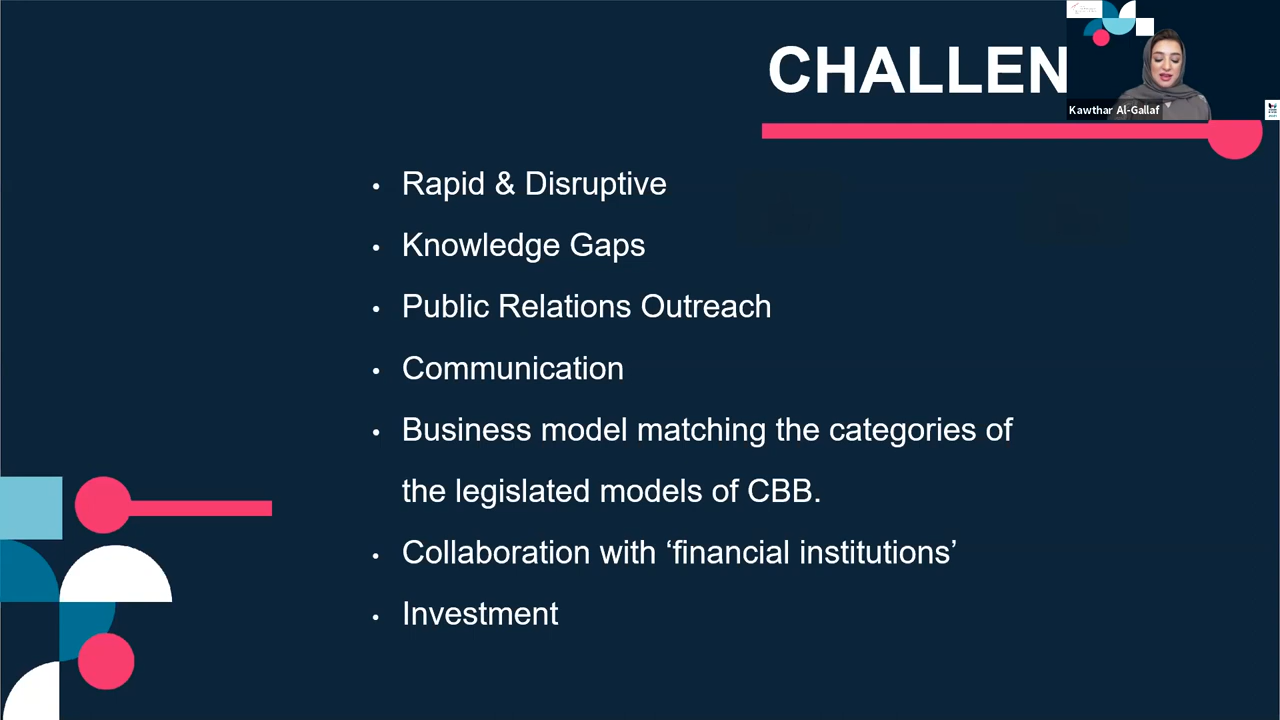 CHALLEN
Kawthar Al-Gallaf
• Rapid & Disruptive
• Knowledge Gaps
• Public Relations Outreach
• Communication
• Business model matching the categories of
the legislated models of CBB.
• Collaboration with ‘financial institutions’
• Investment